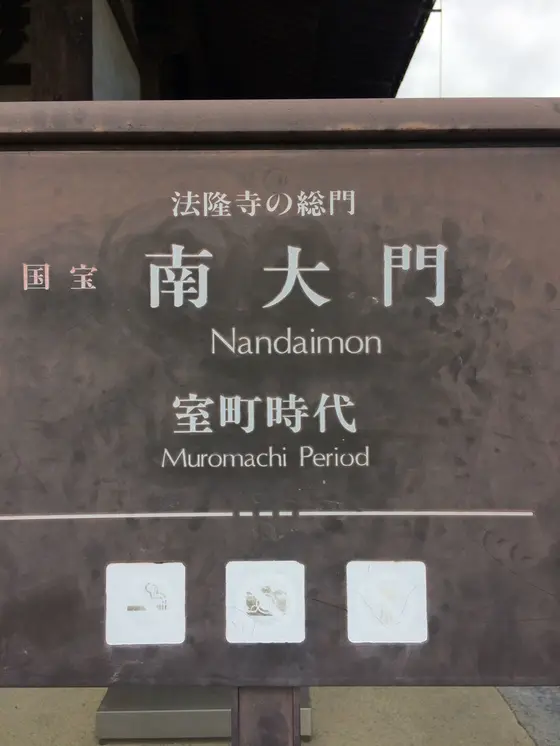 法隆寺の総門
国宝 南大門
Nandaimon
室町時代
Muromachi Period